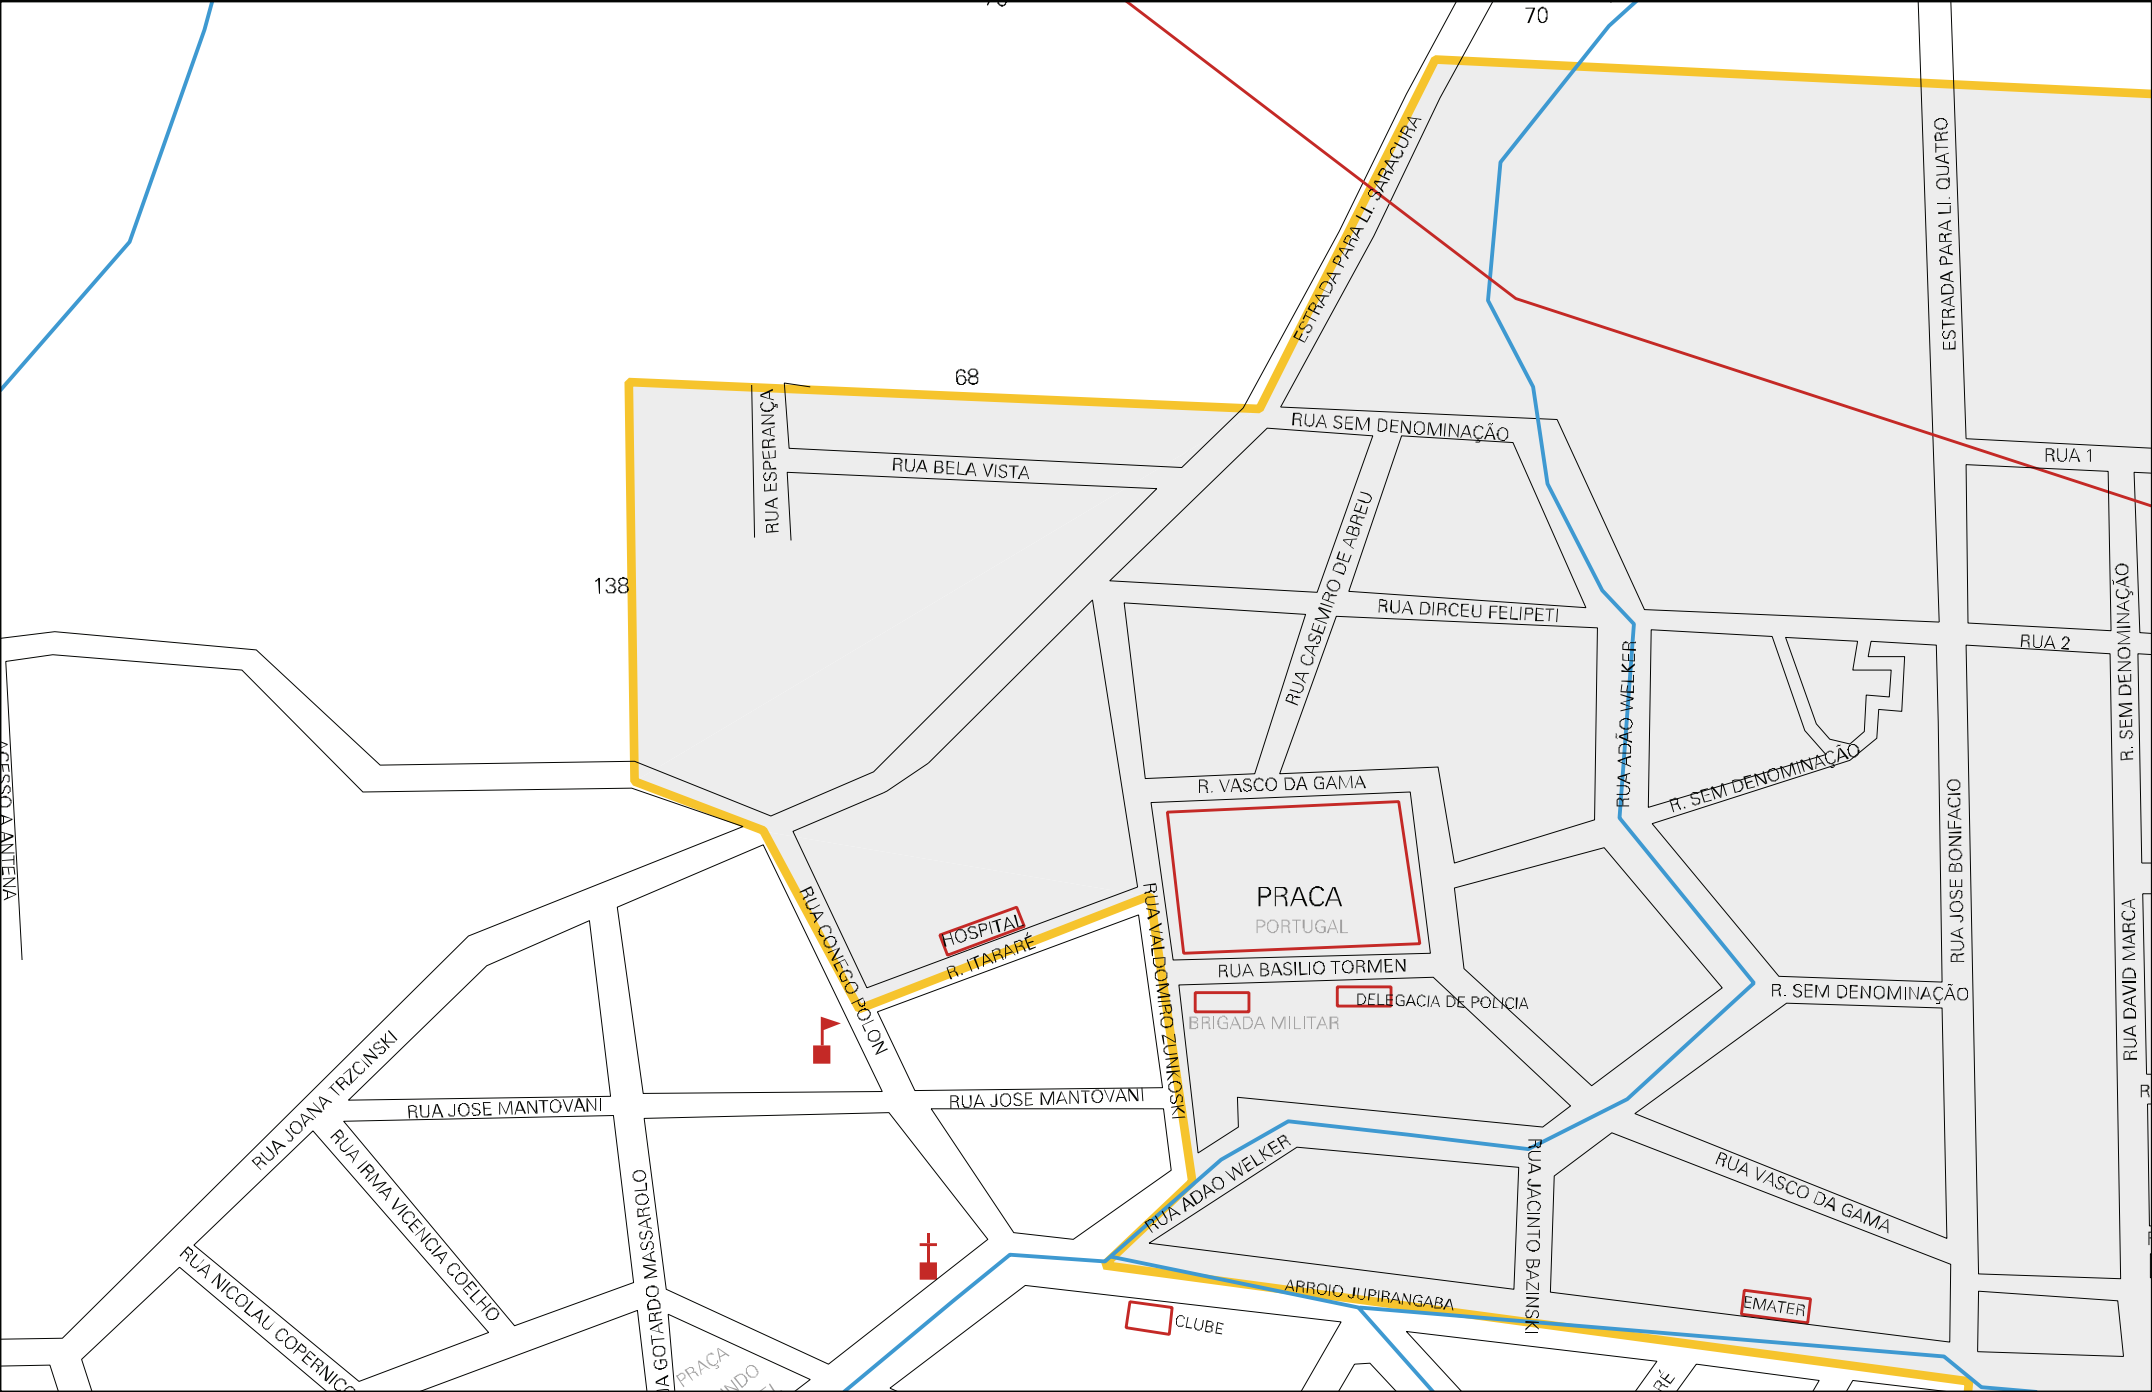 70
ESTRADA PARA LI. SARACURA
ESTRADA PARA LI. QUATRO
68
RUA ESPERANÇA
RUA BELA VISTA
RUA SEM DENOMINAÇÃO
RUA 1
138
RUA CASEMIRO DE ABREU
RUA DIRCEU FELIPETI
RUA ADÃO WELKER
RUA 2
R. SEM DENOMINAÇÃO
R. VASCO DA GAMA
R. SEM DENOMINAÇÃO
RUA JOSE BONIFACIO
ACESSO A ANTENA
PRACA
PORTUGAL
RUA CONEGO POLON
HOSPITAL
R. ITARARÉ
RUA VALDOMIRO ZUNKOSKI
RUA BASILIO TORMEN
BRIGADA MILITAR
DELEGACIA DE POLICIA
R. SEM DENOMINAÇÃO
RUA DAVID MARCA
RUA JOANA TRZCINSKI
RUA JOSE MANTOVANI
RUA JOSE MANTOVANI
RUA IRMA VICENCIA COELHO
RUA NICOLAU COPERNICO
RUA ADAO WELKER
RUA JACINTO BAZINSKI
RUA VASCO DA GAMA
ARROIO JUPIRANGABA
EMATER
CLUBE
UA GOTARDO MASSAROLO
PRAÇA